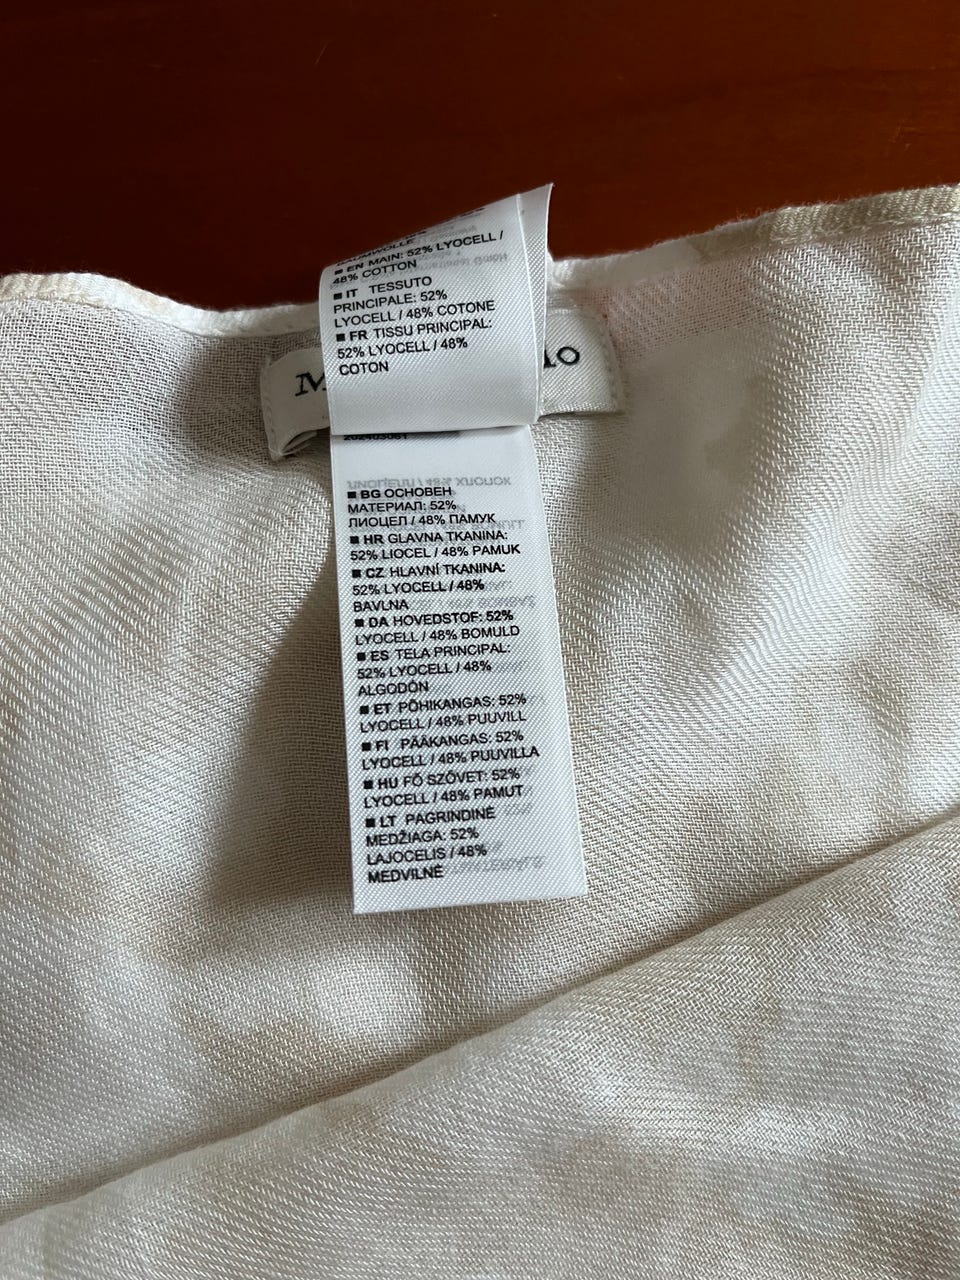 BAUMWOLLE
■ EN MAIN: 52% LYOCELL /
48% COTTON
■ IT TESSUTO
PRINCIPALE: 52%
LYOCELL / 48% COTONE
■ FR TISSU PRINCIPAL:
52% LYOCELL / 48%
COTON
■ BG ОСНОВЕН
МАТЕРИАЛ: 52%
ЛИОЦЕЛ / 48% ПАМУК
■ HR GLAVNA TKANINA:
52% LIOCEL / 48% PAMUK
■ CZ HLAVNÍ TKANINA:
52% LYOCELL / 48%
BAVLNA
■ DA HOVEDSTOF: 52%
LYOCELL / 48% BOMULD
■ ES TELA PRINCIPAL:
52% LYOCELL / 48%
ALGODÓN
■ ET PÕHIKANGAS: 52%
LYOCELL / 48% PUUVILL
■ FI PÄÄKANGAS: 52%
LYOCELL / 48% PUUVILLA
■ HU FŐ SZÖVET: 52%
LYOCELL / 48% PAMUT
■ LT PAGRINDINĖ
MEDŽIAGA: 52%
LAJOCELIS / 48%
MEDVILNĖ